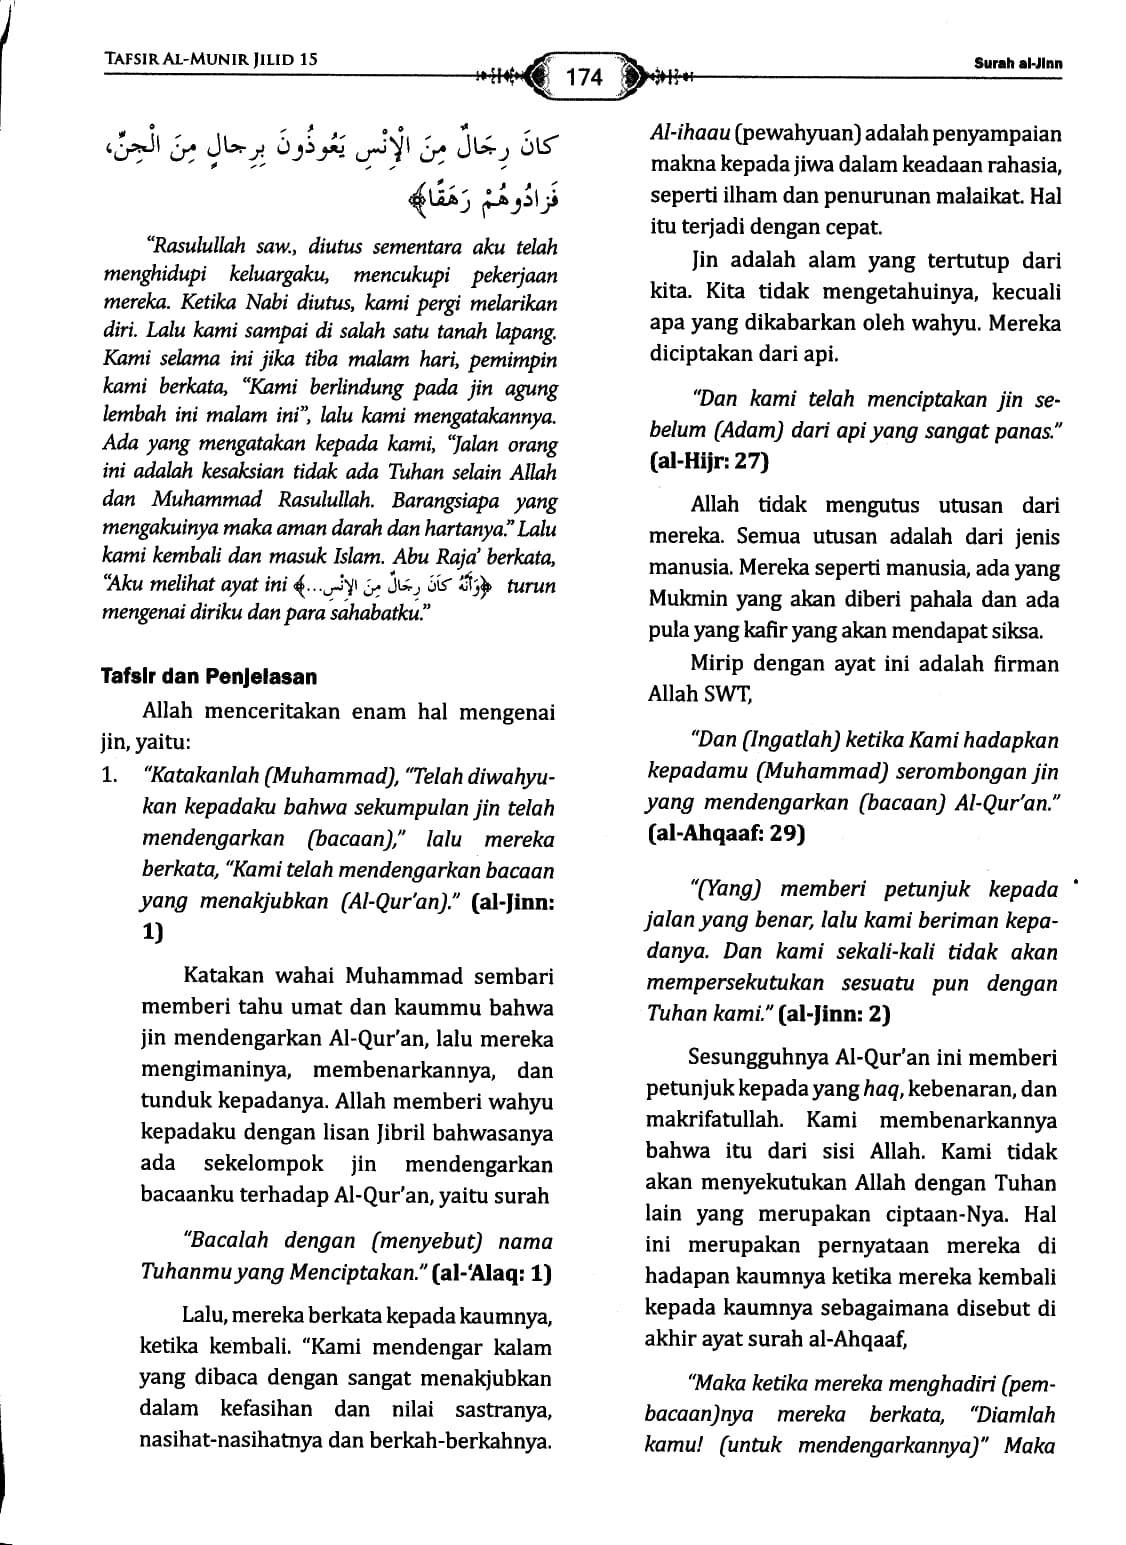 TAFSIR AL-MUNIR JILID 15
174
Surah al-Jinn
كَانَ رِجَالٌ مِنَ الْإِنْسِ يَعُوذُونَ بِرِجالٍ مِنَ الْجِنِّ،
فَزَادُوهُمْ رَهَقًا﴾
“Rasulullah saw., diutus sementara aku telah
menghidupi keluargaku, mencukupi pekerjaan
mereka. Ketika Nabi diutus, kami pergi melarikan
diri. Lalu kami sampai di salah satu tanah lapang.
Kami selama ini jika tiba malam hari, pemimpin
kami berkata, “Kami berlindung pada jin agung
lembah ini malam ini”, lalu kami mengatakannya.
Ada yang mengatakan kepada kami, “Jalan orang
ini adalah kesaksian tidak ada Tuhan selain Allah
dan Muhammad Rasulullah. Barangsiapa yang
mengakuinya maka aman darah dan hartanya.” Lalu
kami kembali dan masuk Islam. Abu Raja’ berkata,
“Aku melihat ayat ini ﴿وَأَنَّهُ كَانَ رِجَالٌ مِنَ الْإِنْسِ...﴾ turun
mengenai diriku dan para sahabatku.”
Tafsir dan Penjelasan
Allah menceritakan enam hal mengenai
jin, yaitu:
1. “Katakanlah (Muhammad), “Telah diwahyu-
kan kepadaku bahwa sekumpulan jin telah
mendengarkan (bacaan),” lalu mereka
berkata, “Kami telah mendengarkan bacaan
yang menakjubkan (Al-Qur’an).” (al-Jinn:
1)
Katakan wahai Muhammad sembari
memberi tahu umat dan kaummu bahwa
jin mendengarkan Al-Qur’an, lalu mereka
mengimaninya, membenarkannya, dan
tunduk kepadanya. Allah memberi wahyu
kepadaku dengan lisan Jibril bahwasanya
ada sekelompok jin mendengarkan
bacaanku terhadap Al-Qur’an, yaitu surah
“Bacalah dengan (menyebut) nama
Tuhanmu yang Menciptakan.” (al-‘Alaq: 1)
Lalu, mereka berkata kepada kaumnya,
ketika kembali. “Kami mendengar kalam
yang dibaca dengan sangat menakjubkan
dalam kefasihan dan nilai sastranya,
nasihat-nasihatnya dan berkah-berkahnya.
Al-ihaau (pewahyuan) adalah penyampaian
makna kepada jiwa dalam keadaan rahasia,
seperti ilham dan penurunan malaikat. Hal
itu terjadi dengan cepat.
Jin adalah alam yang tertutup dari
kita. Kita tidak mengetahuinya, kecuali
apa yang dikabarkan oleh wahyu. Mereka
diciptakan dari api.
“Dan kami telah menciptakan jin se-
belum (Adam) dari api yang sangat panas.”
(al-Hijr: 27)
Allah tidak mengutus utusan dari
mereka. Semua utusan adalah dari jenis
manusia. Mereka seperti manusia, ada yang
Mukmin yang akan diberi pahala dan ada
pula yang kafir yang akan mendapat siksa.
Mirip dengan ayat ini adalah firman
Allah SWT,
“Dan (Ingatlah) ketika Kami hadapkan
kepadamu (Muhammad) serombongan jin
yang mendengarkan (bacaan) Al-Qur’an.”
(al-Ahqaaf: 29)
“(Yang) memberi petunjuk kepada
jalan yang benar, lalu kami beriman kepa-
danya. Dan kami sekali-kali tidak akan
mempersekutukan sesuatu pun dengan
Tuhan kami.” (al-Jinn: 2)
Sesungguhnya Al-Qur’an ini memberi
petunjuk kepada yang haq, kebenaran, dan
makrifatullah. Kami membenarkannya
bahwa itu dari sisi Allah. Kami tidak
akan menyekutukan Allah dengan Tuhan
lain yang merupakan ciptaan-Nya. Hal
ini merupakan pernyataan mereka di
hadapan kaumnya ketika mereka kembali
kepada kaumnya sebagaimana disebut di
akhir ayat surah al-Ahqaaf,
“Maka ketika mereka menghadiri (pem-
bacaan)nya mereka berkata, “Diamlah
kamu! (untuk mendengarkannya)” Maka